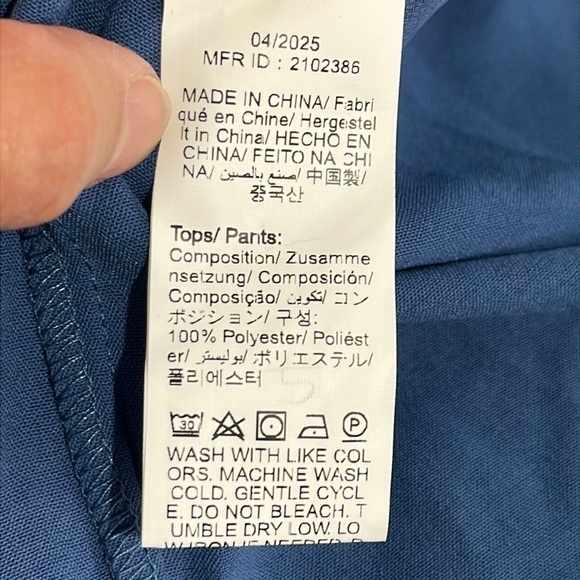 04/2025
MFR ID : 2102386
MADE IN CHINA/ Fabri
qué en Chine/ Hergestel
lt in China/ HECHO EN
CHINA/ FEITO NA CHI
NA/ صنع بالصين/ 中国製/
중국산
Tops/ Pants:
Composition/ Zusamme
nsetzung/ Composición/
Composição/ تكوين/ コン
ポジション/ 구성:
100% Polyester/ Poliést
er/ بوليستر/ ポリエステル/
폴리에스터
30
P
WASH WITH LIKE COL
ORS. MACHINE WASH
COLD. GENTLE CYCL
E. DO NOT BLEACH. T
UMBLE DRY LOW. LO
W IRON IF NEEDED.